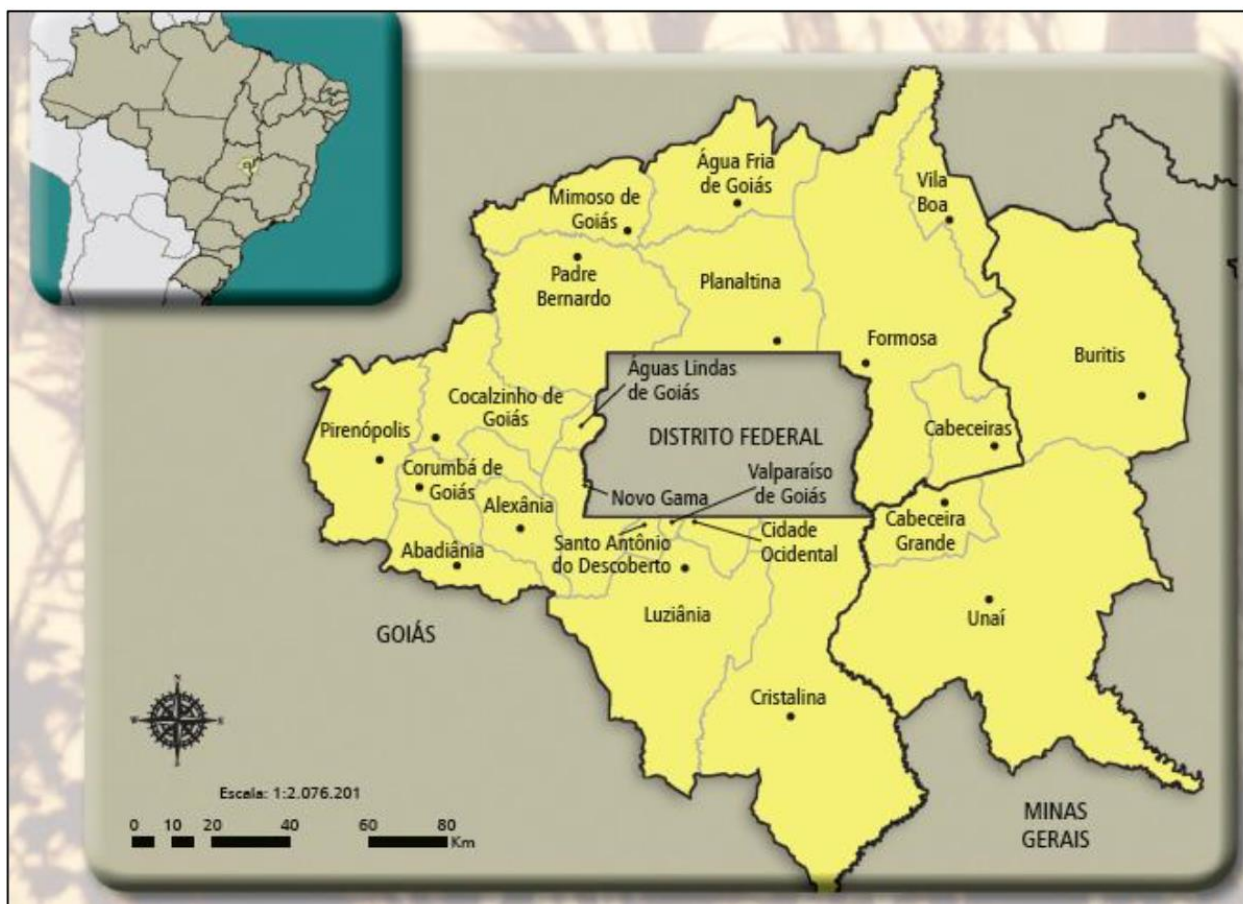 Água Fria
de Goiás
Mimoso de
Goiás
Vila
Boa
Padre
Bernardo
Planaltina
Formosa
Buritis
Águas Lindas
de Goiás
Cocalzinho de
Goiás
Pirenópolis
DISTRITO FEDERAL
Cabeceiras
Corumbá de
Goiás
Valparaíso
de Goiás
Novo Gama
Alexânia
Abadiânia
Santo Antônio
do Descoberto
Cidade
Ocidental
Cabeceira
Grande
Luziânia
Unaí
GOIÁS
Cristalina
N
Escala: 1:2.076.201
0 10 20 40 60 80
Km
MINAS
GERAIS